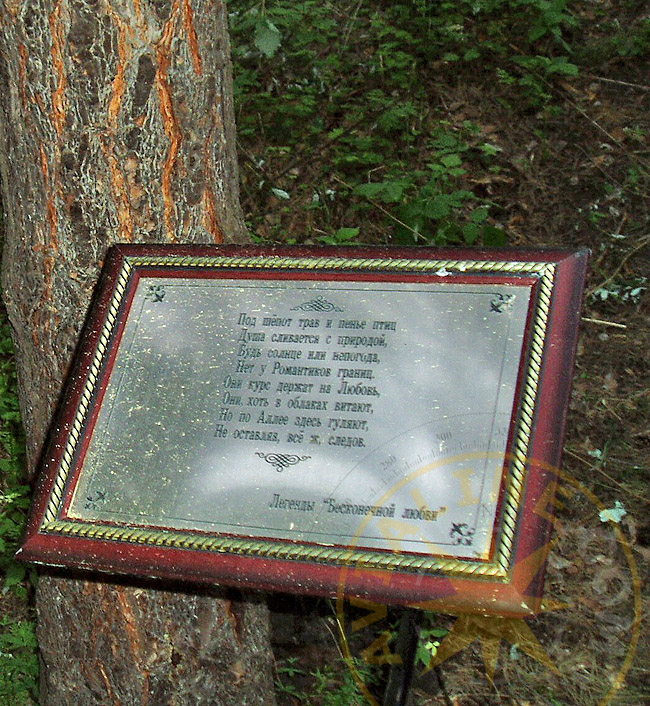 Под шёпот трав и пенье птиц
Душа сливается с природой,
Будь солнце или непогода,
Нет у Романтиков границ.
Они курс держат на Любовь,
Они, хоть в облаках витают,
Но по Аллее здесь гуляют,
Не оставляя, всё ж, следов.
Легенды "Бесконечной любви"